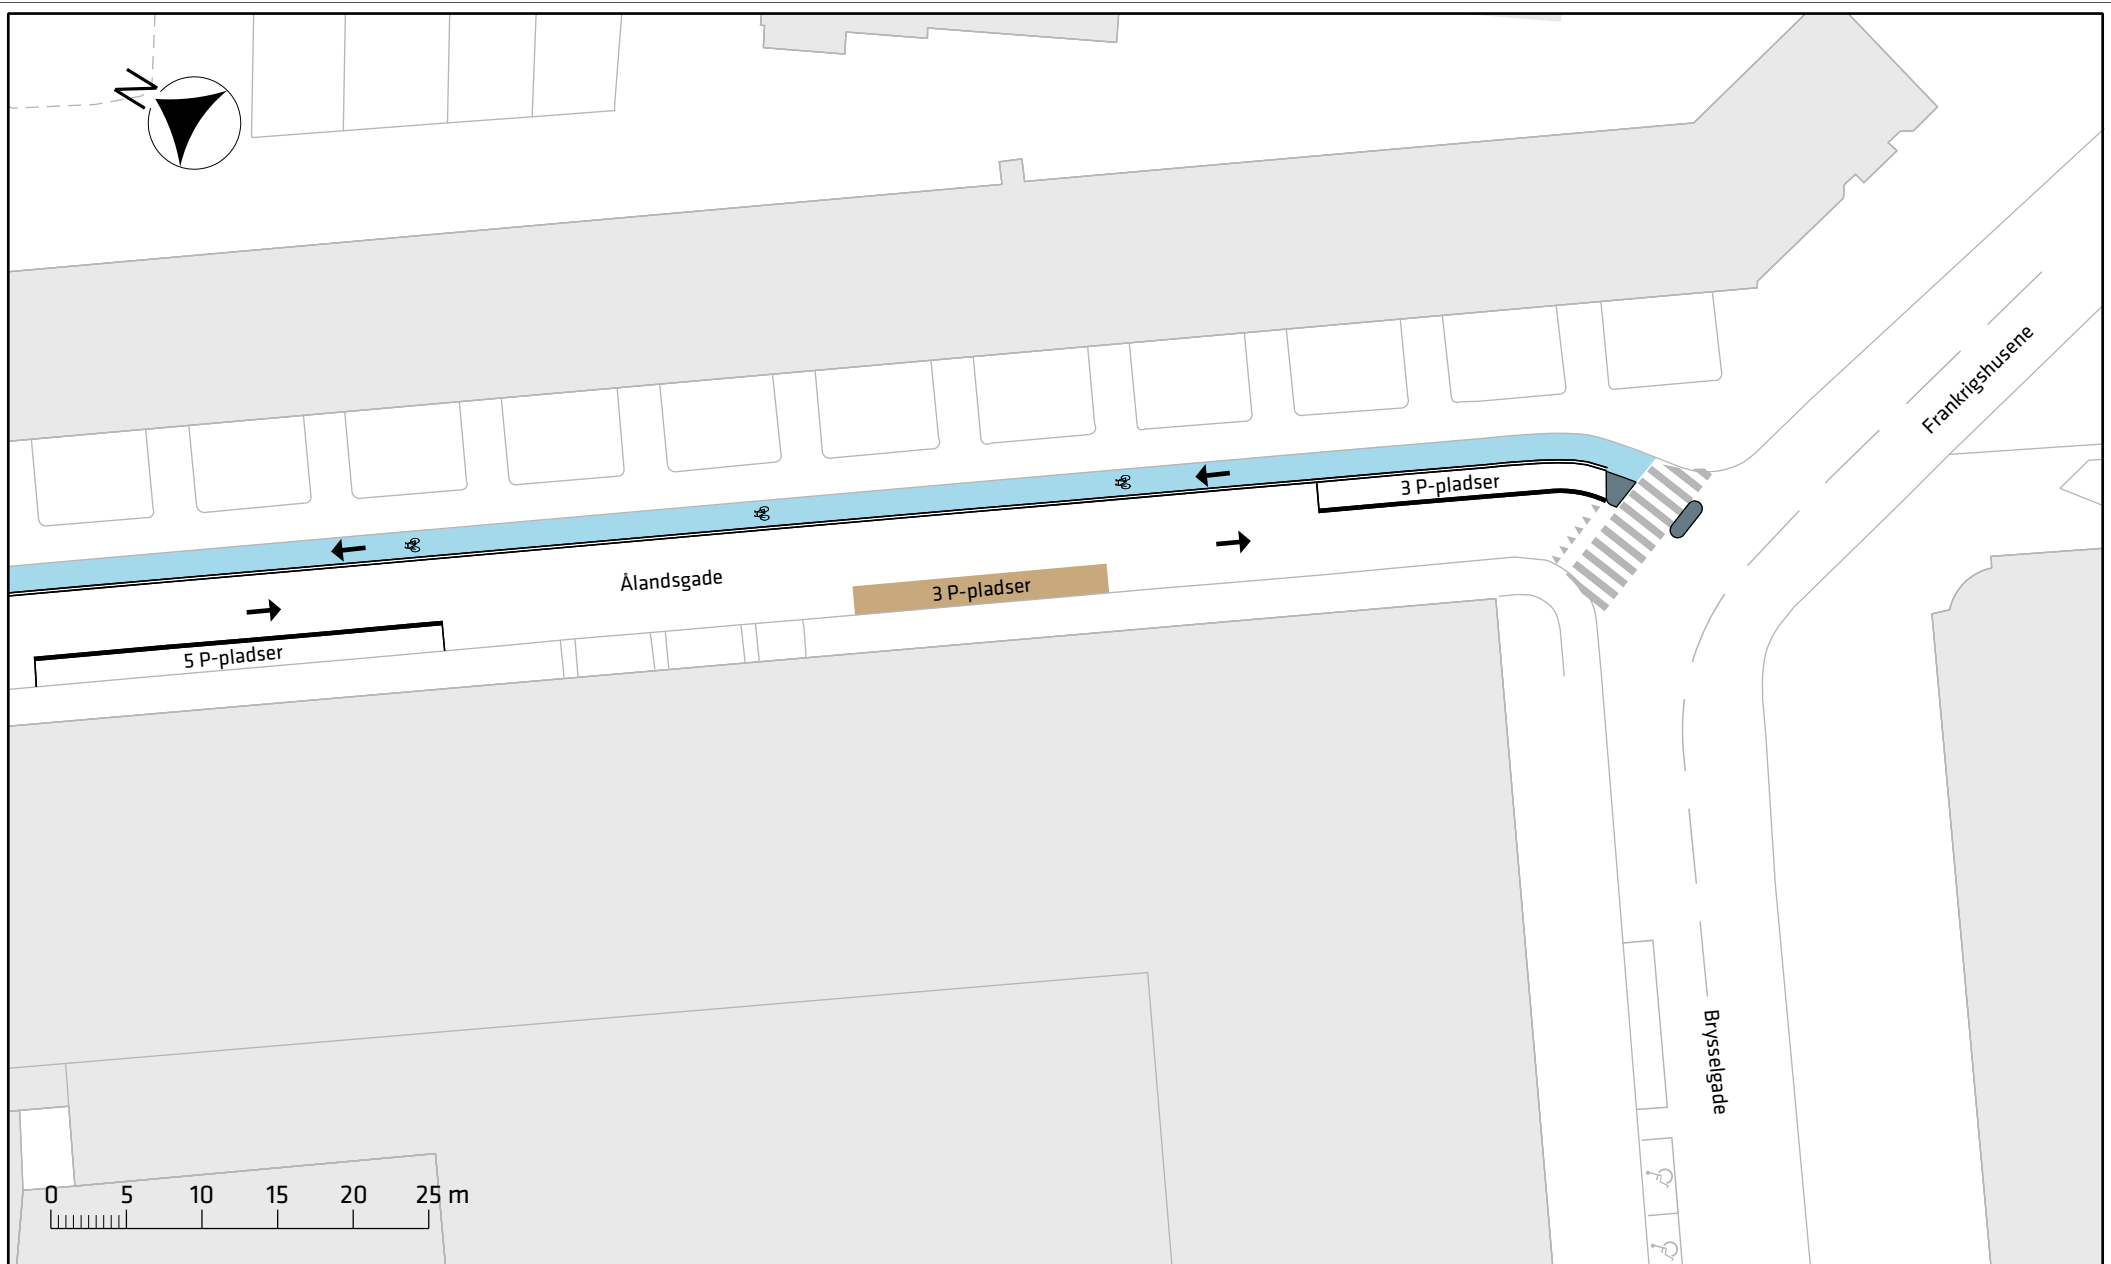 N
Frankrigshusene
3 P-pladser
Ålandsgade
3 P-pladser
5 P-pladser
Brysselgade
0 5 10 15 20 25 m